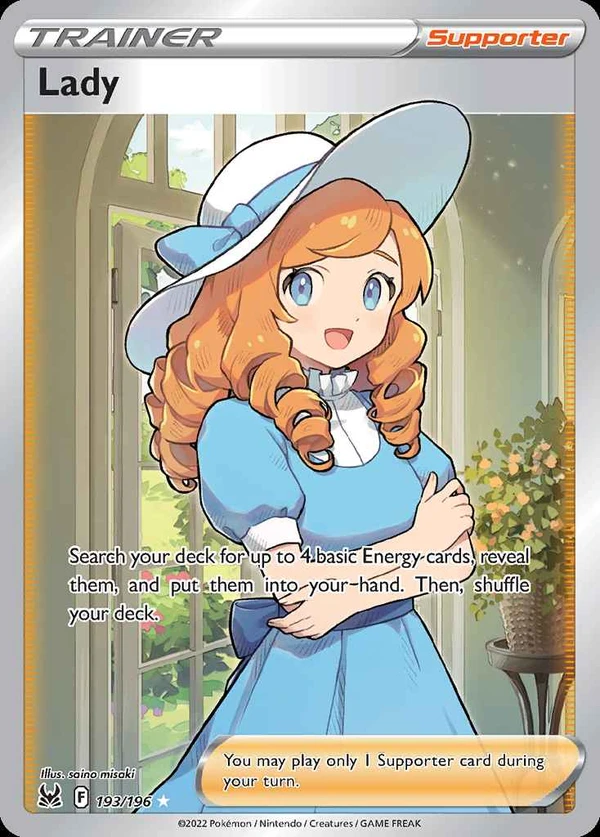 TRAINER
Supporter
Lady
Search your deck for up to 4 basic Energy cards, reveal
them, and put them into your hand. Then, shuffle
your deck.
You may play only 1 Supporter card during
your turn.
Illus. saino misaki
F 193/196 ★
©2022 Pokémon / Nintendo / Creatures / GAME FREAK